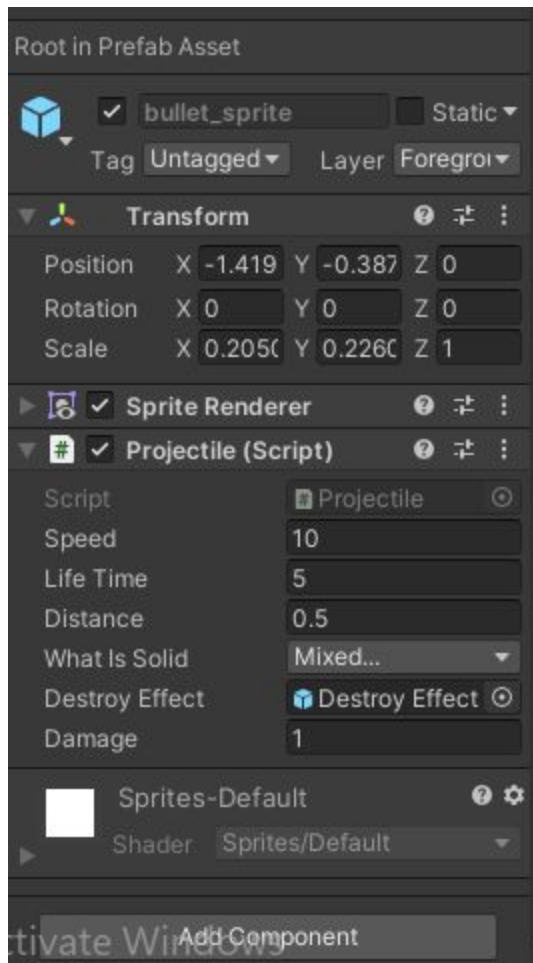 Root in Prefab Asset
bullet_sprite Static
Tag Untagged Layer Foregroı
Transform
Position X -1.419 Y -0.387 Z 0
Rotation X 0 Y 0 Z 0
Scale X 0.205( Y 0.226( Z 1
Sprite Renderer
# Projectile (Script)
Script # Projectile
Speed 10
Life Time 5
Distance 0.5
What Is Solid Mixed...
Destroy Effect Destroy Effect
Damage 1
Sprites-Default
Shader Sprites/Default
Add Component
ctivate Windows